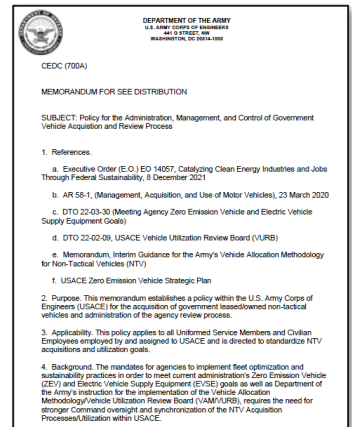 DEPARTMENT OF THE ARMY
U.S. ARMY CORPS OF ENGINEERS
441 G STREET, NW
WASHINGTON, DC 20314-1000
CEDC (700A)
MEMORANDUM FOR SEE DISTRIBUTION
SUBJECT: Policy for the Administration, Management, and Control of Government
Vehicle Acquistion and Review Process
1. References.
a. Executive Order (E.O.) EO 14057, Catalyzing Clean Energy Industries and Jobs
Through Federal Sustainability, 8 December 2021
b. AR 58-1, (Management, Acquisition, and Use of Motor Vehicles), 23 March 2020
c. DTO 22-03-30 (Meeting Agency Zero Emission Vehicle and Electric Vehicle
Supply Equipment Goals)
d. DTO 22-02-09, USACE Vehicle Utilization Review Board (VURB)
e. Memorandum, Interim Guidance for the Army's Vehicle Allocation Methodology
for Non-Tactical Vehicles (NTV)
f. USACE Zero Emission Vehicle Strategic Plan
2. Purpose. This memorandum establishes a policy within the U.S. Army Corps of
Engineers (USACE) for the acquisition of government leased/owned non-tactical
vehicles and administration of the agency review process.
3. Applicability. This policy applies to all Uniformed Service Members and Civilian
Employees employed by and assigned to USACE and is directed to standardize NTV
acquisitions and utilization goals.
4. Background. The mandates for agencies to implement fleet optimization and
sustainability practices in order to meet current administration's Zero Emission Vehicle
(ZEV) and Electric Vehicle Supply Equipment (EVSE) goals as well as Department of
the Army's instruction for the implementation of the Vehicle Allocation
Methodology/Vehicle Utilization Review Board (VAM/VURB), requires the need for
stronger Command oversight and synchronization of the NTV Acquisition
Processes/Utilization within USACE.